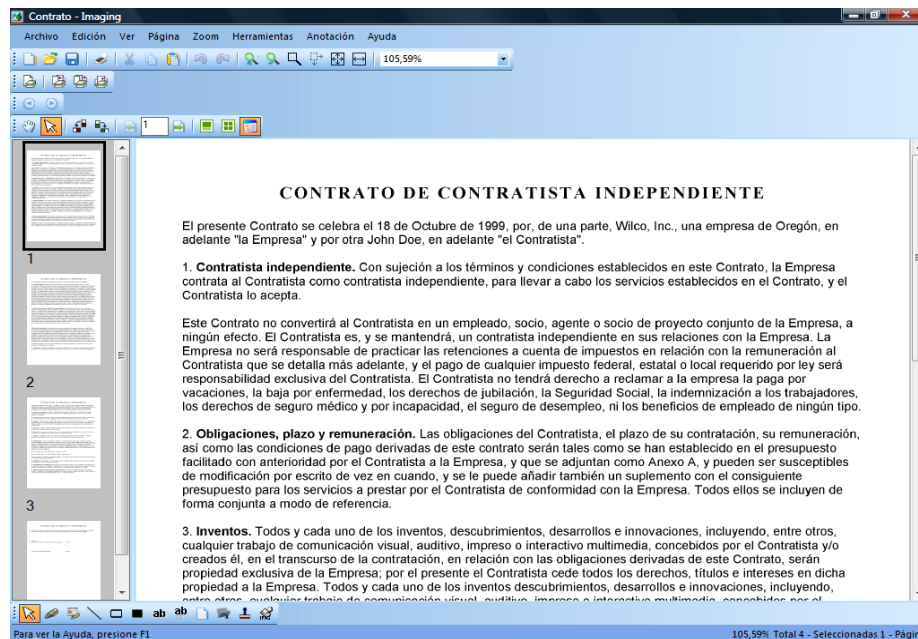 Contrato - Imaging
Archivo Edición Ver Página Zoom Herramientas Anotación Ayuda
105,59%
1
CONTRATO DE CONTRATISTA INDEPENDIENTE
El presente Contrato se celebra el 18 de Octubre de 1999, por, de una parte, Wilco, Inc., una empresa de Oregón, en
adelante "la Empresa" y por otra John Doe, en adelante "el Contratista".
1. Contratista independiente. Con sujeción a los términos y condiciones establecidos en este Contrato, la Empresa
contrata al Contratista como contratista independiente, para llevar a cabo los servicios establecidos en el Contrato, y el
Contratista lo acepta.
Este Contrato no convertirá al Contratista en un empleado, socio, agente o socio de proyecto conjunto de la Empresa, a
ningún efecto. El Contratista es, y se mantendrá, un contratista independiente en sus relaciones con la Empresa. La
Empresa no será responsable de practicar las retenciones a cuenta de impuestos en relación con la remuneración al
Contratista que se detalla más adelante, y el pago de cualquier impuesto federal, estatal o local requerido por ley será
responsabilidad exclusiva del Contratista. El Contratista no tendrá derecho a reclamar a la empresa la paga por
vacaciones, la baja por enfermedad, los derechos de jubilación, la Seguridad Social, la indemnización a los trabajadores,
los derechos de seguro médico y por incapacidad, el seguro de desempleo, ni los beneficios de empleado de ningún tipo.
2. Obligaciones, plazo y remuneración. Las obligaciones del Contratista, el plazo de su contratación, su remuneración,
así como las condiciones de pago derivadas de este contrato serán tales como se han establecido en el presupuesto
facilitado con anterioridad por el Contratista a la Empresa, y que se adjuntan como Anexo A, y pueden ser susceptibles
de modificación por escrito de vez en cuando, y se le puede añadir también un suplemento con el consiguiente
presupuesto para los servicios a prestar por el Contratista de conformidad con la Empresa. Todos ellos se incluyen de
forma conjunta a modo de referencia.
3. Inventos. Todos y cada uno de los inventos, descubrimientos, desarrollos e innovaciones, incluyendo, entre otros,
cualquier trabajo de comunicación visual, auditivo, impreso o interactivo multimedia, concebidos por el Contratista y/o
creados él, en el transcurso de la contratación, en relación con las obligaciones derivadas de este Contrato, serán
propiedad exclusiva de la Empresa; por el presente el Contratista cede todos los derechos, títulos e intereses en dicha
propiedad a la Empresa. Todos y cada uno de los inventos descubrimientos, desarrollos e innovaciones, incluyendo,
entre otros, cualquier trabajo de comunicación visual, auditivo, impreso o interactivo multimedia, concebidos por el
1
2
3
ab ab
Para ver la Ayuda, presione F1
105,59% Total 4 - Seleccionadas 1 - Págin